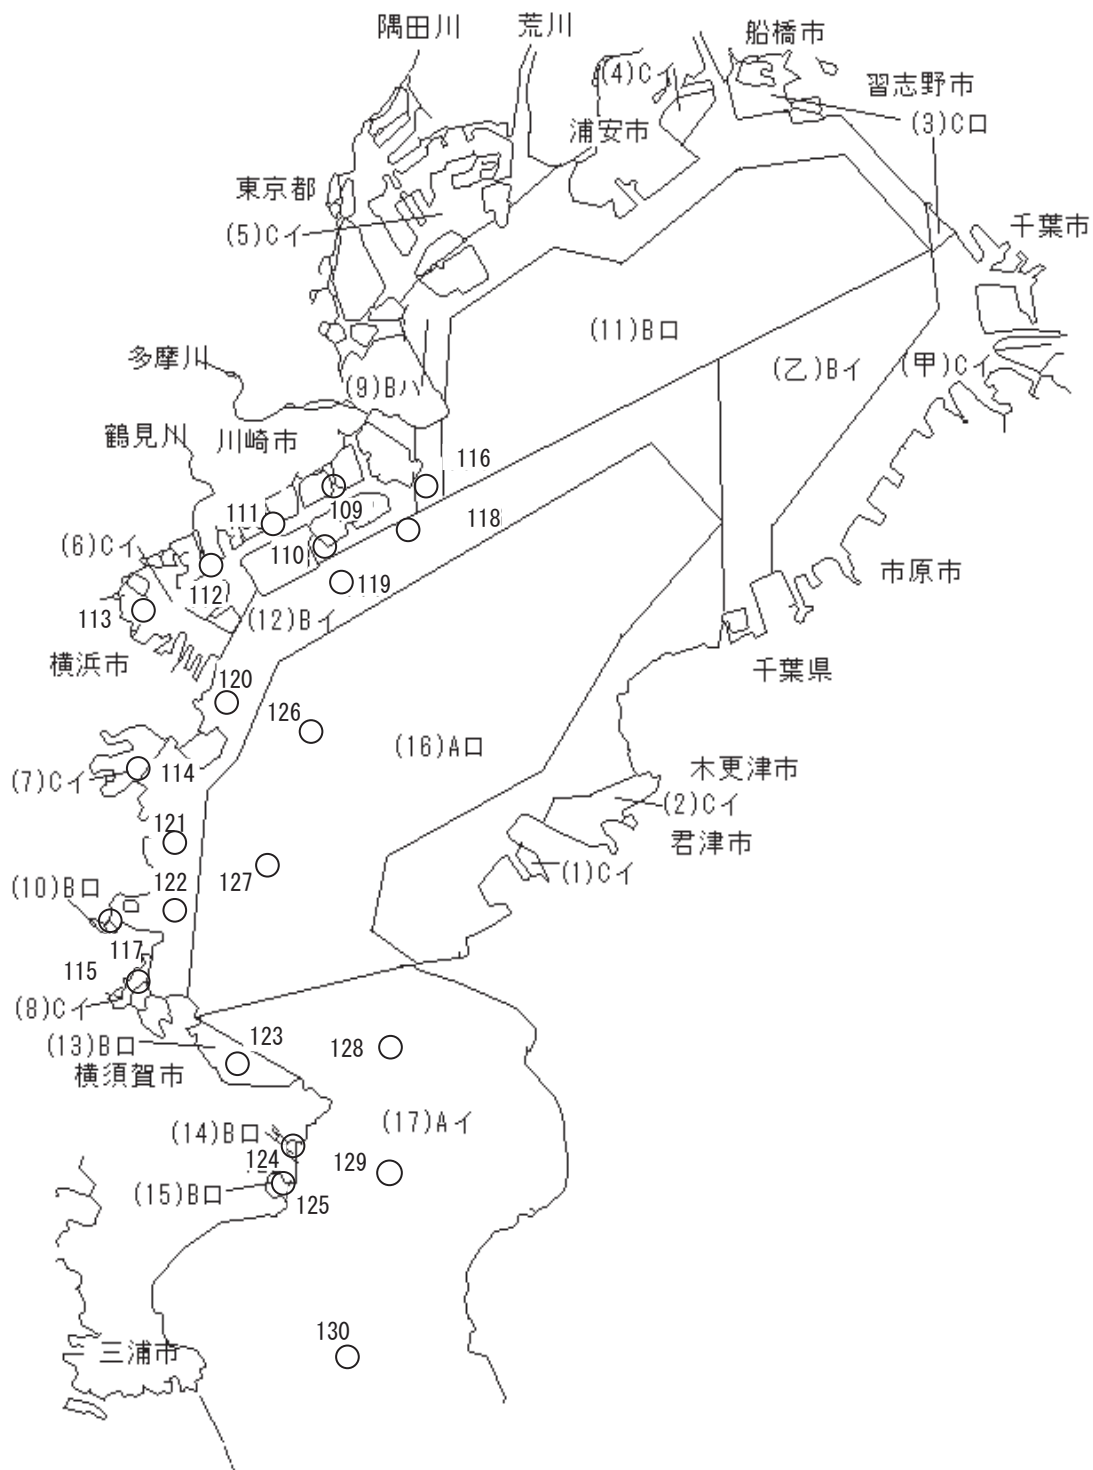 隅田川
荒川
船橋市
(4)Cイ
習志野市
(3)Cロ
浦安市
東京都
(5)Cイ
千葉市
(11)Bロ
多摩川
(乙)Bイ
(甲)Cイ
(9)Bハ
鶴見川
川崎市
116
109
111
118
(6)Cイ
110
市原市
112
119
113
(12)Bイ
横浜市
千葉県
120
126
(16)Aロ
(7)Cイ
114
木更津市
(2)Cイ
121
君津市
127
(1)Cイ
(10)Bロ
122
117
115
(8)Cイ
(13)Bロ
123
128
横須賀市
(14)Bロ
(17)Aイ
124
129
(15)Bロ
125
130
三浦市